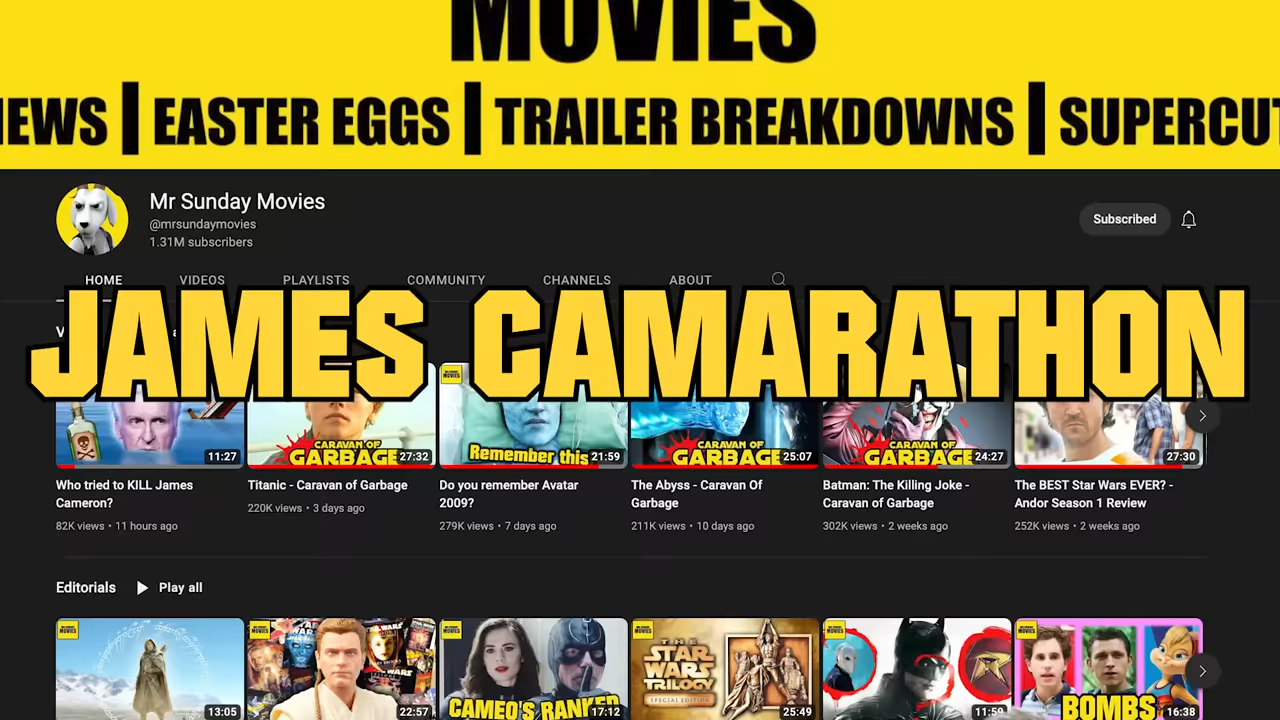 MOVIES
EWS | EASTER EGGS | TRAILER BREAKDOWNS | SUPERCUT
Mr Sunday Movies
@mrsundaymovies
1.31M subscribers
Subscribed
HOME VIDEOS PLAYLISTS COMMUNITY CHANNELS ABOUT
JAMES CAMARATHON
CARAVAN OF
GARBAGE
Remember this
CARAVAN OF
GARBAGE
CARAVAN OF
GARBAGE
11:27 27:32 21:59 25:07 24:27 27:30
Who tried to KILL James
Cameron?
82K views • 11 hours ago
Titanic - Caravan of Garbage
220K views • 3 days ago
Do you remember Avatar
2009?
279K views • 7 days ago
The Abyss - Caravan Of
Garbage
211K views • 10 days ago
Batman: The Killing Joke -
Caravan of Garbage
302K views • 2 weeks ago
The BEST Star Wars EVER? -
Andor Season 1 Review
252K views • 2 weeks ago
Editorials Play all
THE
STAR
WARS
TRILOGY
SPECIAL EDITION
CAMEO'S RANKED
BOMBS
13:05 22:57 17:12 25:49 11:59 16:38